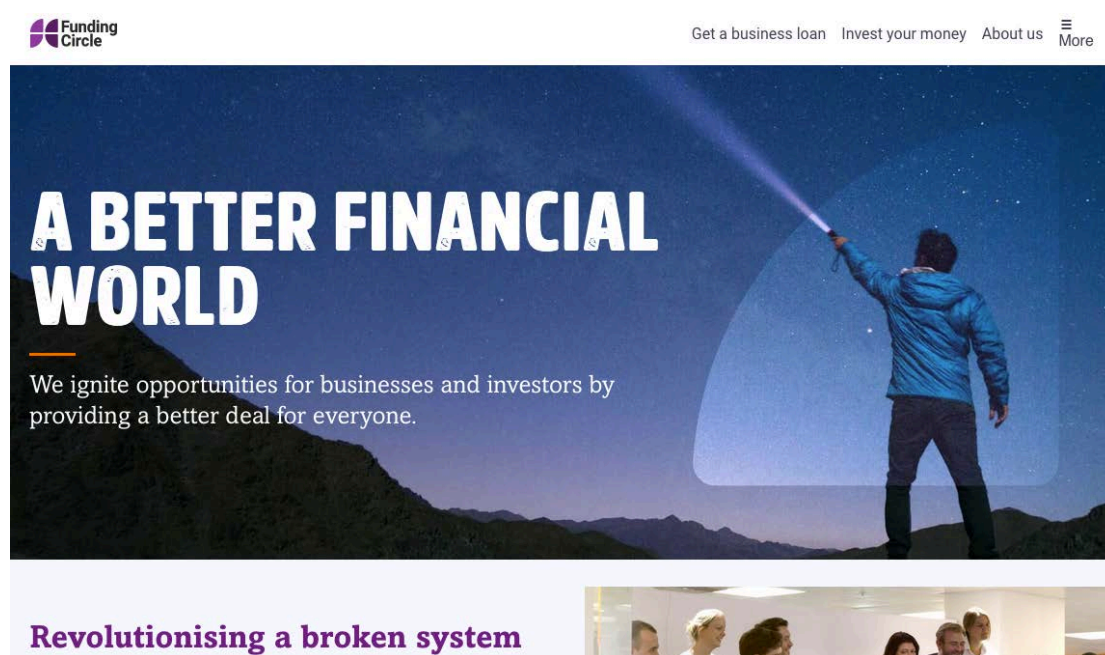 Funding
Circle
Get a business loan
Invest your money
About us
More
A BETTER FINANCIAL
WORLD
We ignite opportunities for businesses and investors by
providing a better deal for everyone.
Revolutionising a broken system